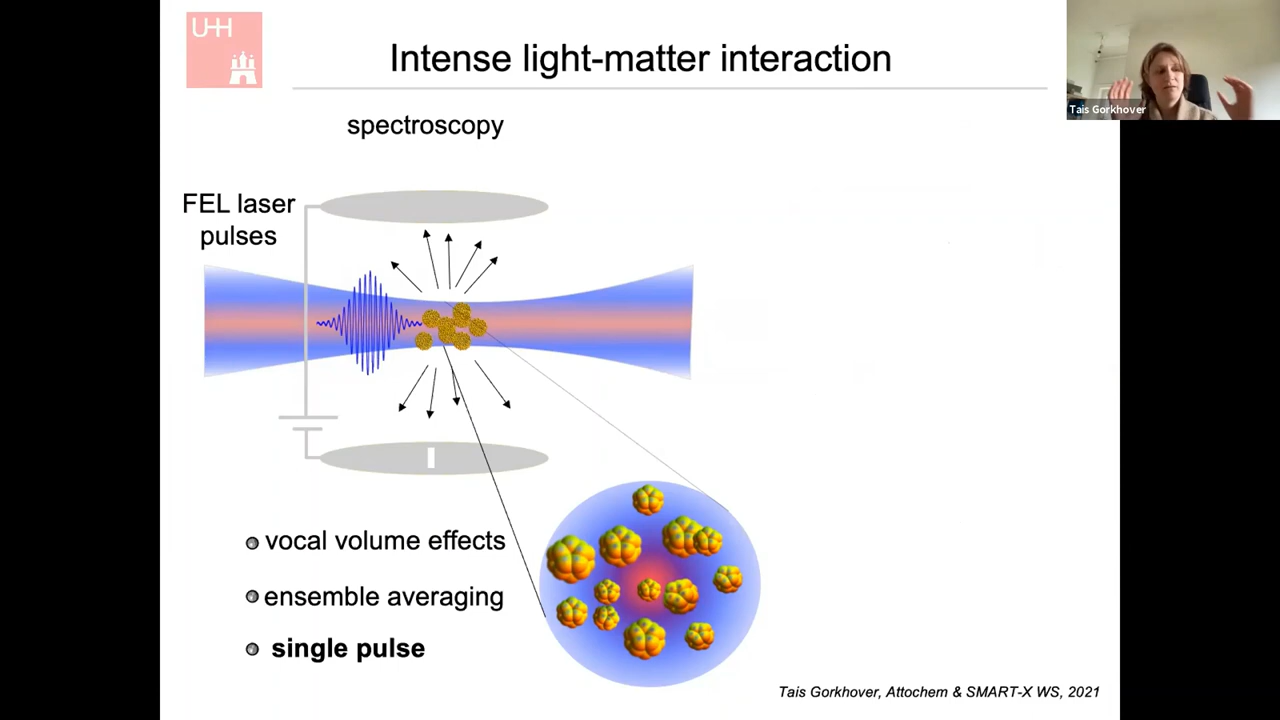 UHH
Intense light-matter interaction
Tais Gorkhover
spectroscopy
FEL laser
pulses
vocal volume effects
ensemble averaging
single pulse
Tais Gorkhover, Attochem & SMART-X WS, 2021